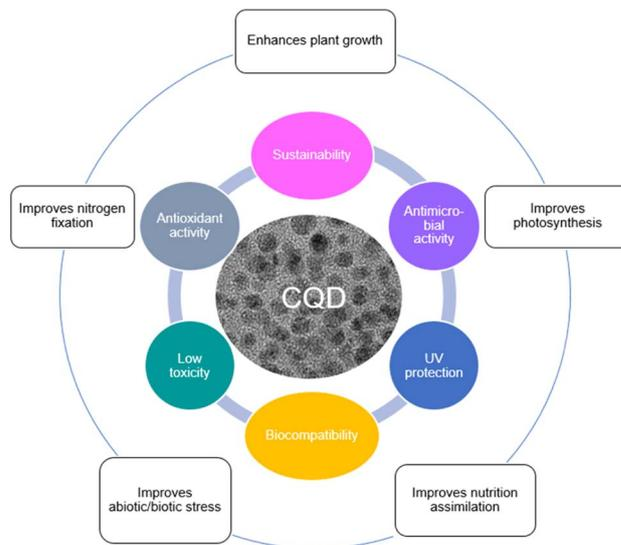 Enhances plant growth
Sustainability
Improves nitrogen
fixation
Antioxidant
activity
Antimicro-
bial
activity
Improves
photosynthesis
CQD
Low
toxicity
UV
protection
Biocompatibility
Improves
abiotic/biotic stress
Improves nutrition
assimilation